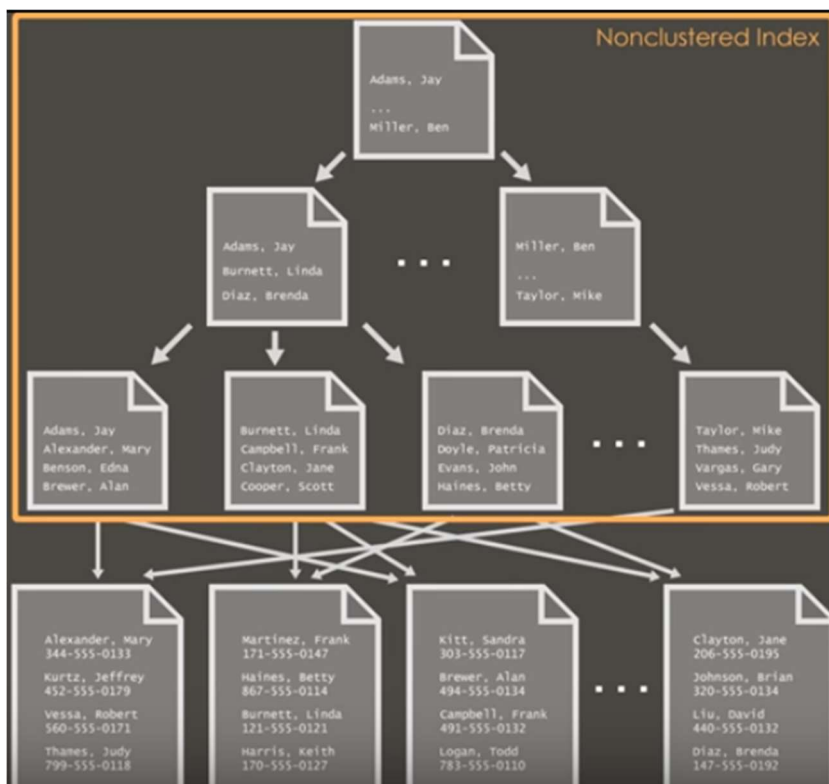 Nonclustered Index
Adams, Jay
...
Miller, Ben
Adams, Jay
Burnett, Linda
Diaz, Brenda
...
Miller, Ben
...
Taylor, Mike
Adams, Jay
Alexander, Mary
Benson, Edna
Brewer, Alan
Burnett, Linda
Campbell, Frank
Clayton, Jane
Cooper, Scott
Diaz, Brenda
Doyle, Patricia
Evans, John
Haines, Betty
...
Taylor, Mike
Thames, Judy
Vargas, Gary
Vessa, Robert
Alexander, Mary
344-555-0133
Kurtz, Jeffrey
452-555-0179
Vessa, Robert
560-555-0171
Thames, Judy
799-555-0118
Martinez, Frank
171-555-0147
Haines, Betty
867-555-0114
Burnett, Linda
121-555-0121
Harris, Keith
170-555-0127
Kitt, Sandra
303-555-0117
Brewer, Alan
494-555-0134
Campbell, Frank
491-555-0132
Logan, Todd
783-555-0110
...
Clayton, Jane
206-555-0195
Johnson, Brian
320-555-0134
Liu, David
440-555-0132
Diaz, Brenda
147-555-0192